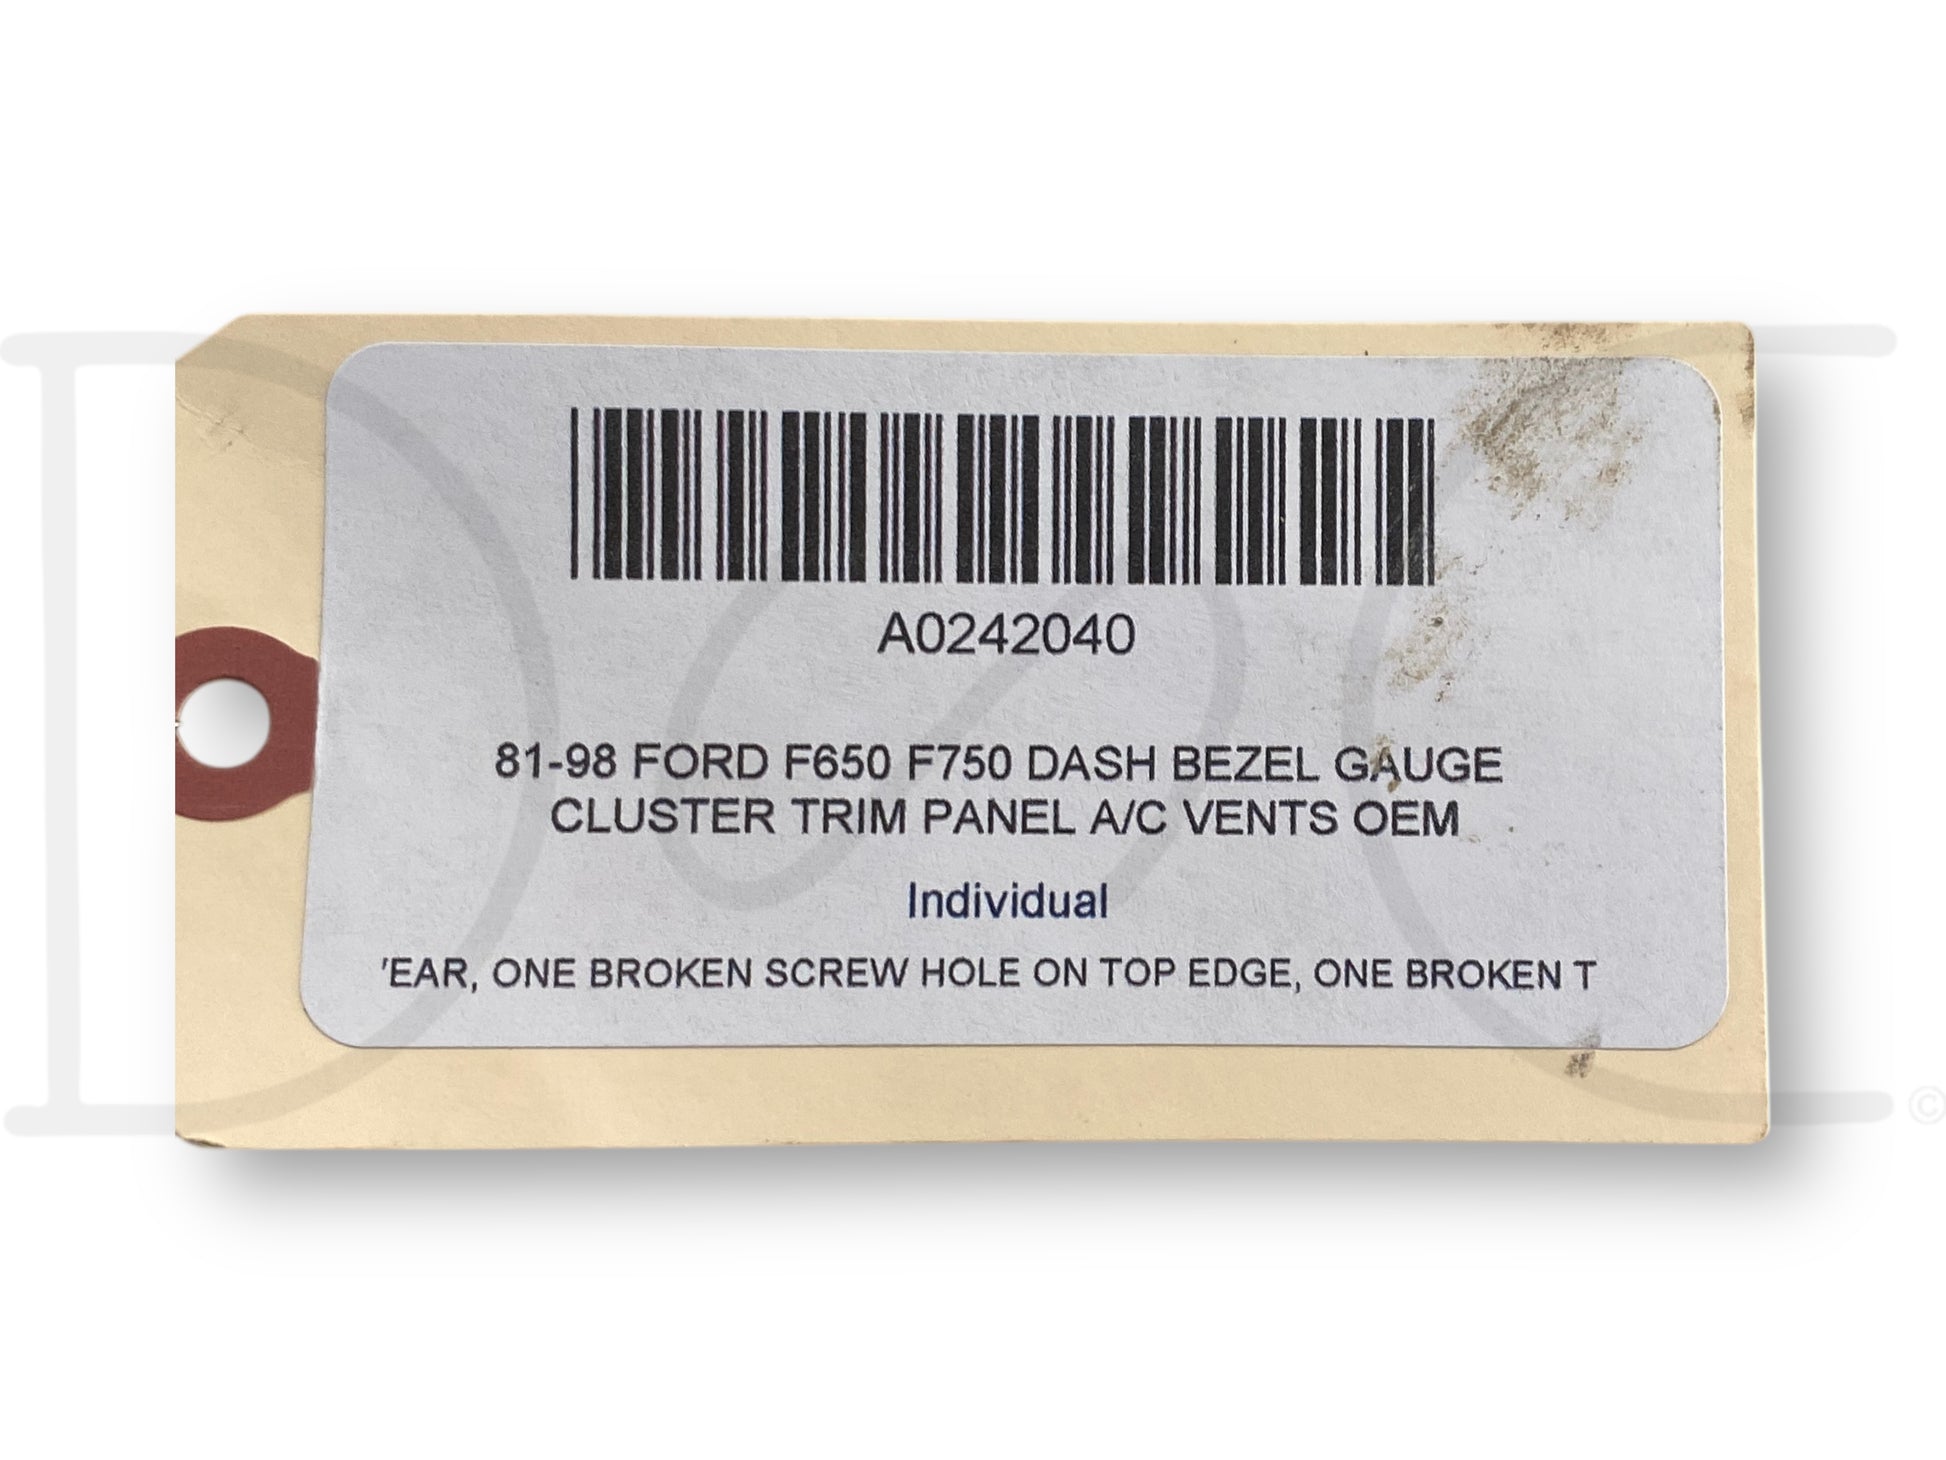 A0242040
81-98 FORD F650 F750 DASH BEZEL GAUGE
CLUSTER TRIM PANEL A/C VENTS OEM
Individual
'EAR, ONE BROKEN SCREW HOLE ON TOP EDGE, ONE BROKEN T
©